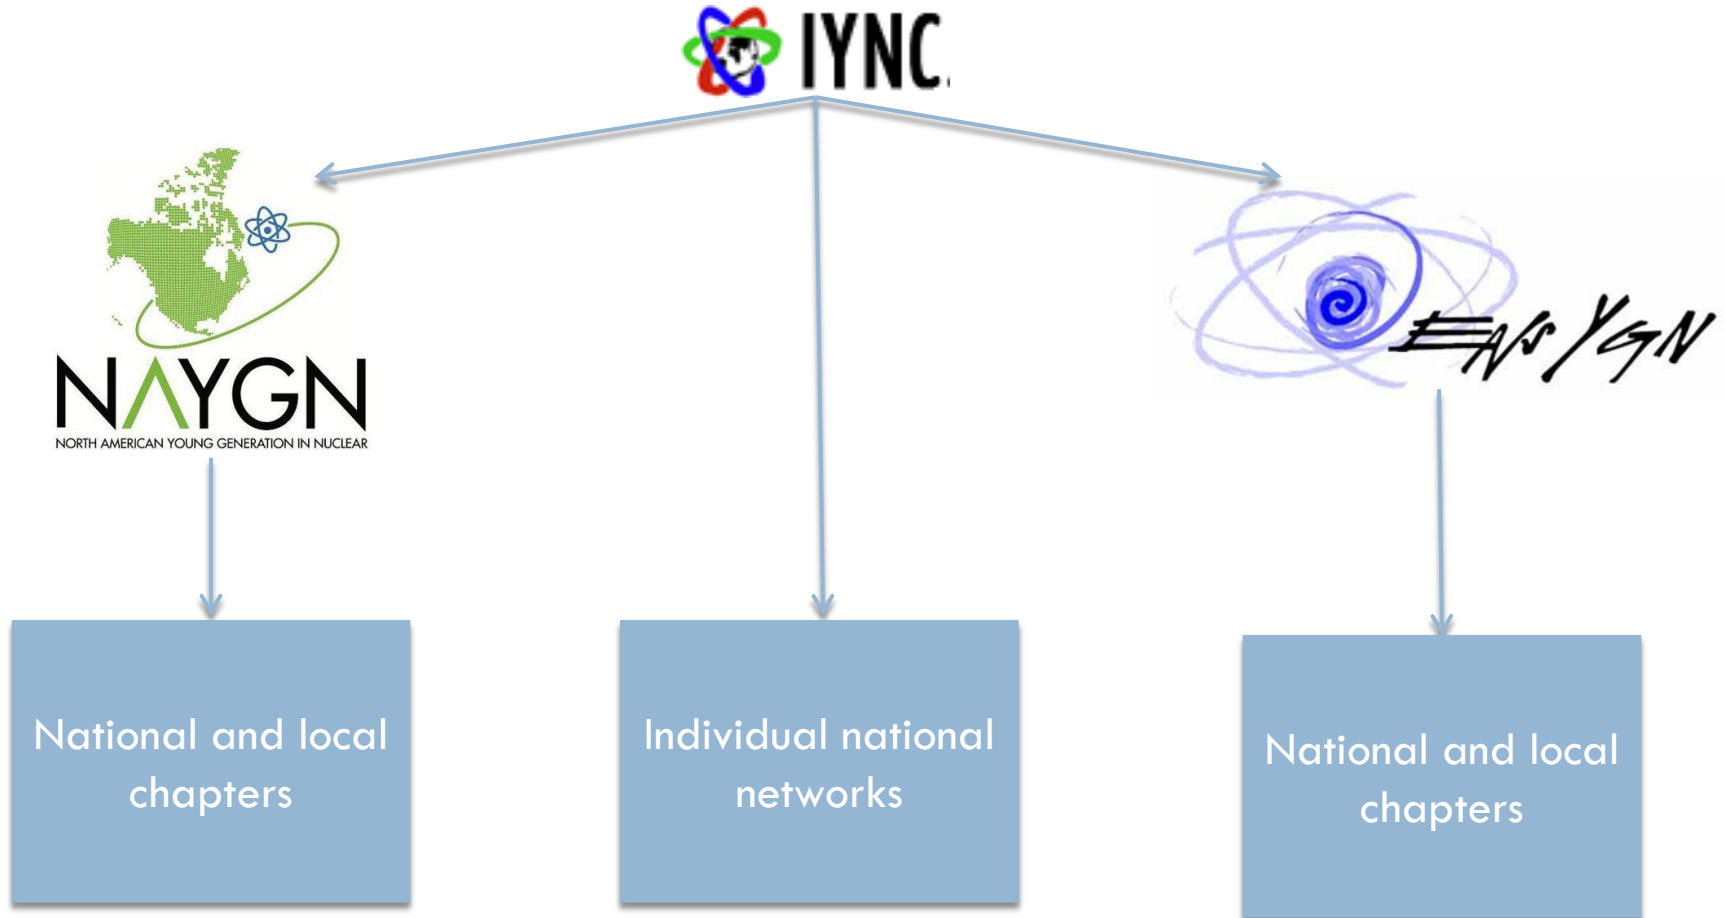 IYNC.
NAYGN
NORTH AMERICAN YOUNG GENERATION IN NUCLEAR
ENS YGN
National and local
chapters
Individual national
networks
National and local
chapters